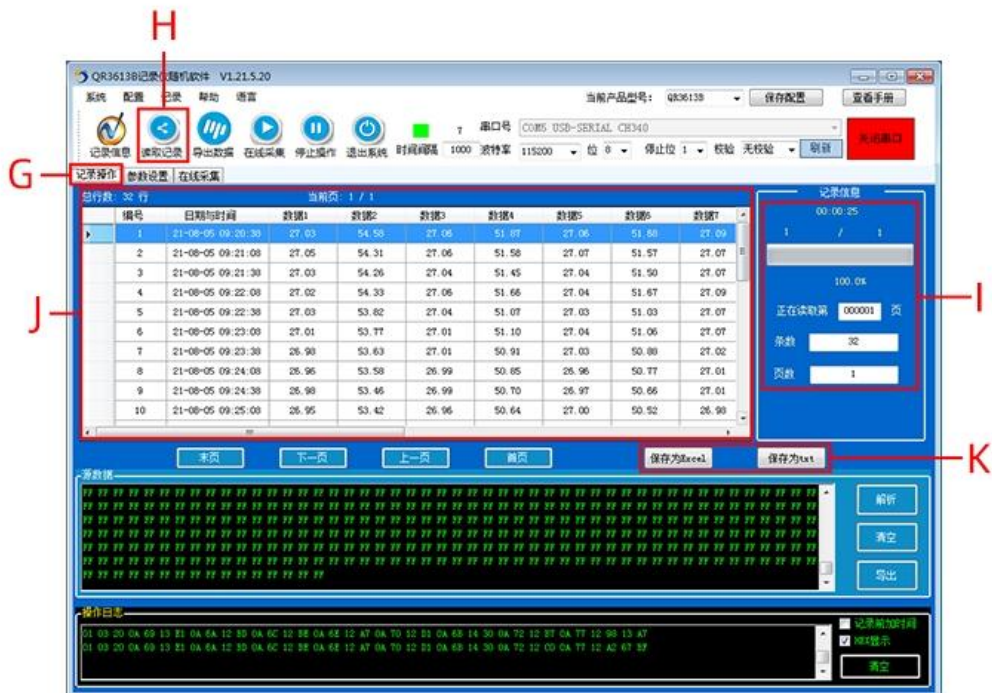 H
QR3613B记录仪随机软件 V1.21.5.20
系统 配置 记录 帮助 语言 当前产品型号: QR3613B 保存配置 查看手册
7 串口号 COM5 USB-SERIAL CH340 关闭串口
记录信息 读取记录 导出数据 在线采集 停止操作 退出系统 时间间隔 1000 波特率 115200 位 8 停止位 1 校验 无校验 刷新
G 记录操作 参数设置 在线采集
总行数: 32 行 当前页: 1 / 1 记录信息
编号 日期与时间 数据1 数据2 数据3 数据4 数据5 数据6 数据7
1 21-08-05 09:20:38 27.03 54.58 27.06 51.87 27.06 51.88 27.09
2 21-08-05 09:21:08 27.05 54.31 27.06 51.58 27.07 51.57 27.07
3 21-08-05 09:21:38 27.03 54.26 27.04 51.45 27.04 51.50 27.07
4 21-08-05 09:22:08 27.02 54.33 27.06 51.66 27.04 51.67 27.09
5 21-08-05 09:22:38 27.03 53.82 27.04 51.07 27.03 51.03 27.07
6 21-08-05 09:23:08 27.01 53.77 27.01 51.10 27.04 51.06 27.07
7 21-08-05 09:23:38 26.98 53.63 27.01 50.91 27.03 50.88 27.02
8 21-08-05 09:24:08 26.96 53.58 26.99 50.85 26.96 50.77 27.01
9 21-08-05 09:24:38 26.98 53.46 26.99 50.70 26.97 50.66 27.01
10 21-08-05 09:25:08 26.95 53.42 26.96 50.64 27.00 50.52 26.98
00:00:25
1 / 1
100.0%
正在读取第 000001 页
条数 32
页数 1
I
J
末页 下一页 上一页 首页 保存为Excel 保存为txt
K
源数据
解析
清空
导出
操作日志
记录前加时间
HEX显示
清空